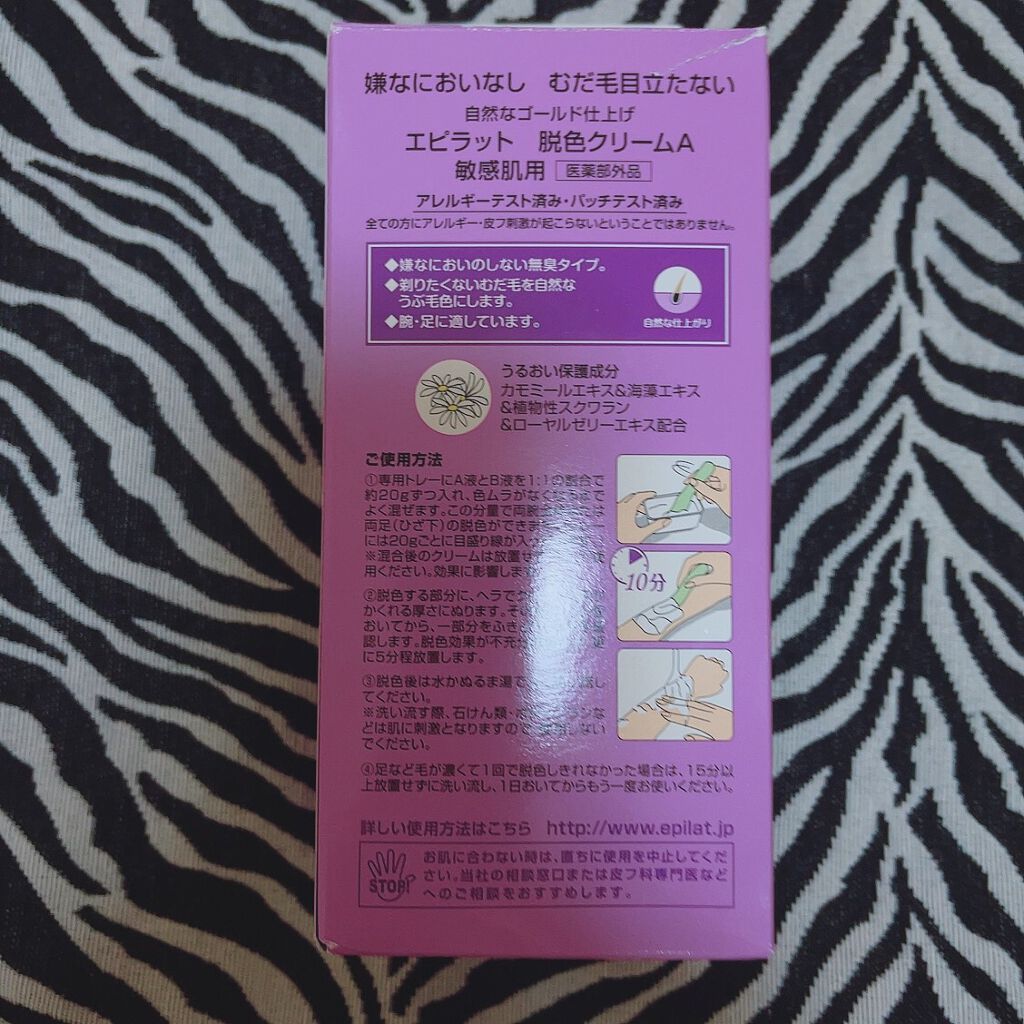 嫌なにおいなし むだ毛目立たない
自然なゴールド仕上げ
エピラット 脱色クリームA
敏感肌用 医薬部外品
アレルギーテスト済み・パッチテスト済み
全ての方にアレルギー・皮フ刺激が起こらないということではありません。
◆嫌なにおいのしない無臭タイプ。
◆剃りたくないむだ毛を自然な
うぶ毛色にします。
◆腕・足に適しています。
自然な仕上がり
うるおい保護成分
カモミールエキス&海藻エキス
&植物性スクワラン
&ローヤルゼリーエキス配合
ご使用方法
①専用トレーにA液とB液を1:1の割合で
約20gずつ入れ、色ムラがなくなるまで
よく混ぜます。この分量で両腕
両足(ひざ下)の脱色ができま
には20gごとに目盛り線が入
※混合後のクリームは放置せ
用ください。効果に影響しま
10分
②脱色する部分に、ヘラで
かくれる厚さにぬります。そ
おいてから、一部分をふき
認します。脱色効果が不充分
に5分程放置します。
③脱色後は水かぬるま湯で
してください。
※洗い流す際、石けん類・
どは肌に刺激となりますので
でください。
④足など毛が濃くて1回で脱色しきれなかった場合は、15分以
上放置せずに洗い流し、1日おいてからもう一度お使いください。
詳しい使用方法はこちら http://www.epilat.jp
STOP!
お肌に合わない時は、直ちに使用を中止してくだ
さい。当社の相談窓口または皮フ科専門医など
へのご相談をおすすめします。